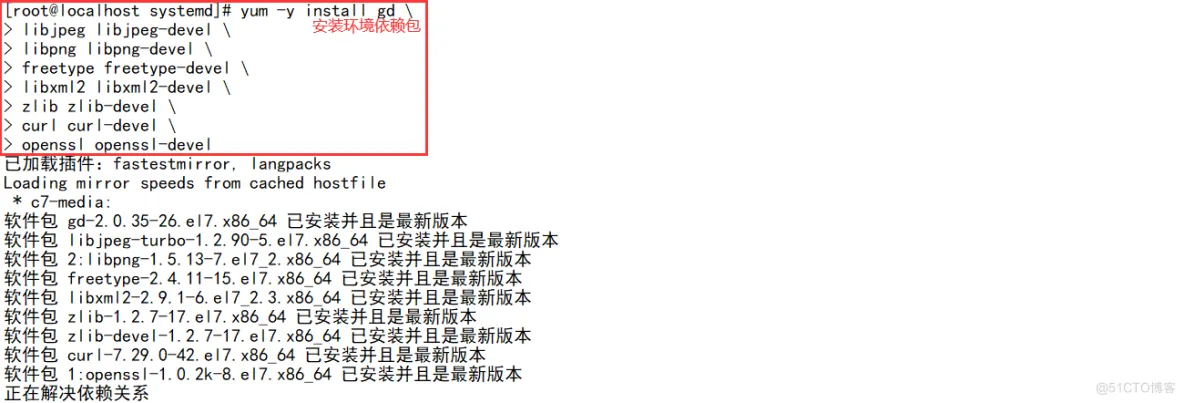 [root@localhost systemd]# yum -y install gd \
安装环境依赖包
> libjpeg libjpeg-devel \
> libpng libpng-devel \
> freetype freetype-devel \
> libxml2 libxml2-devel \
> zlib zlib-devel \
> curl curl-devel \
> openssl openssl-devel
已加载插件：fastestmirror, langpacks
Loading mirror speeds from cached hostfile
 * c7-media:
软件包 gd-2.0.35-26.el7.x86_64 已安装并且是最新版本
软件包 libjpeg-turbo-1.2.90-5.el7.x86_64 已安装并且是最新版本
软件包 2:libpng-1.5.13-7.el7_2.x86_64 已安装并且是最新版本
软件包 freetype-2.4.11-15.el7.x86_64 已安装并且是最新版本
软件包 libxml2-2.9.1-6.el7_2.3.x86_64 已安装并且是最新版本
软件包 zlib-1.2.7-17.el7.x86_64 已安装并且是最新版本
软件包 zlib-devel-1.2.7-17.el7.x86_64 已安装并且是最新版本
软件包 curl-7.29.0-42.el7.x86_64 已安装并且是最新版本
软件包 1:openssl-1.0.2k-8.el7.x86_64 已安装并且是最新版本
正在解决依赖关系
@51CTO博客